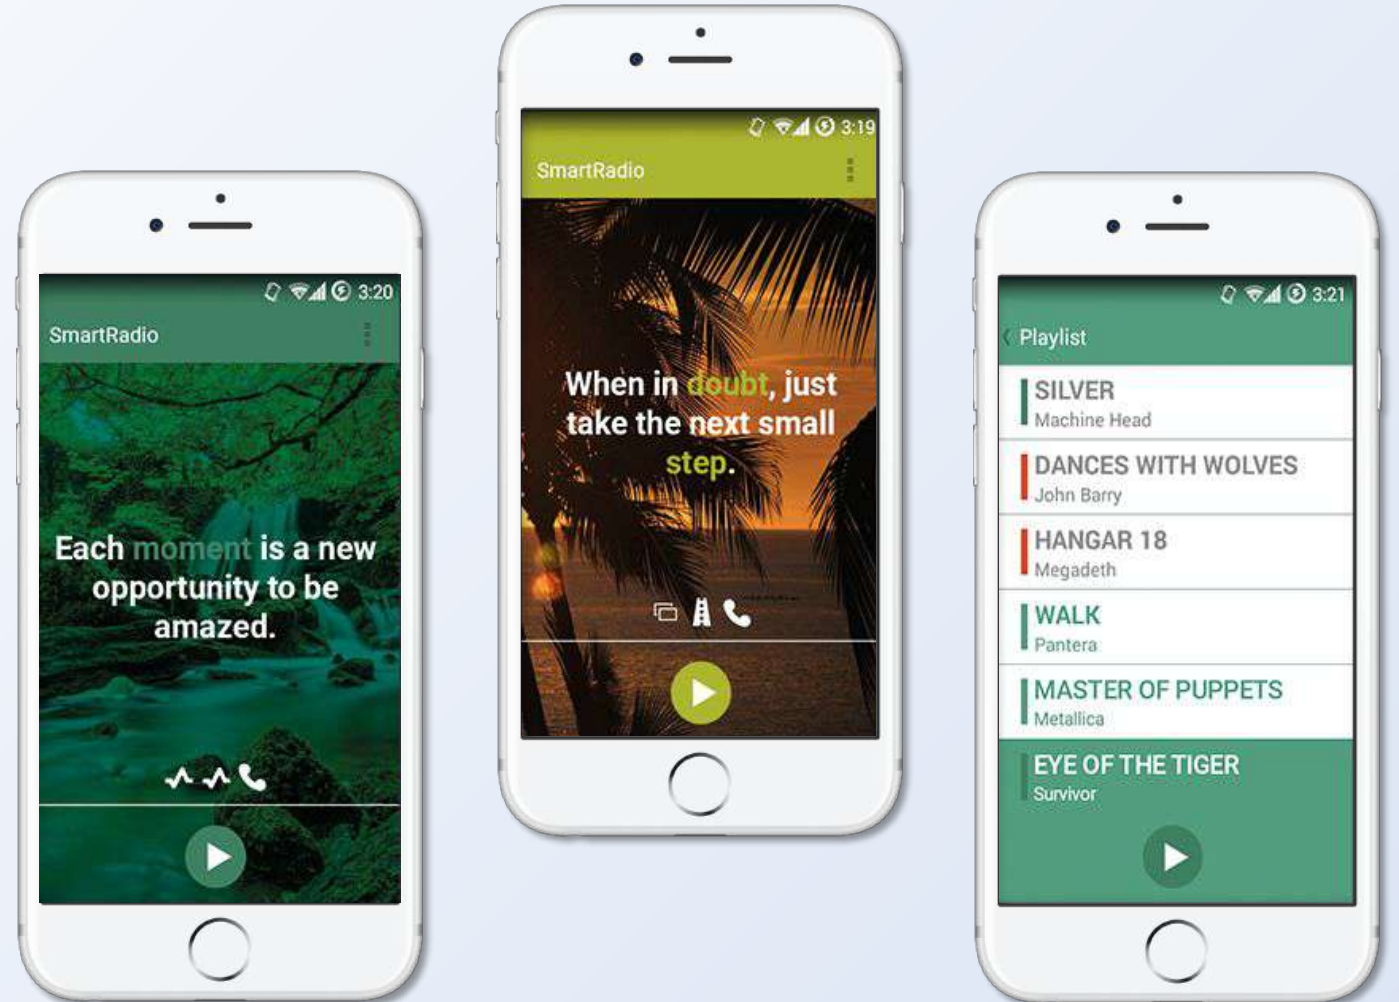 3:20
SmartRadio
Each moment is a new
opportunity to be
amazed.
3:19
SmartRadio
When in doubt, just
take the next small
step.
3:21
Playlist
SILVER
Machine Head
DANCES WITH WOLVES
John Barry
HANGAR 18
Megadeth
WALK
Pantera
MASTER OF PUPPETS
Metallica
EYE OF THE TIGER
Survivor